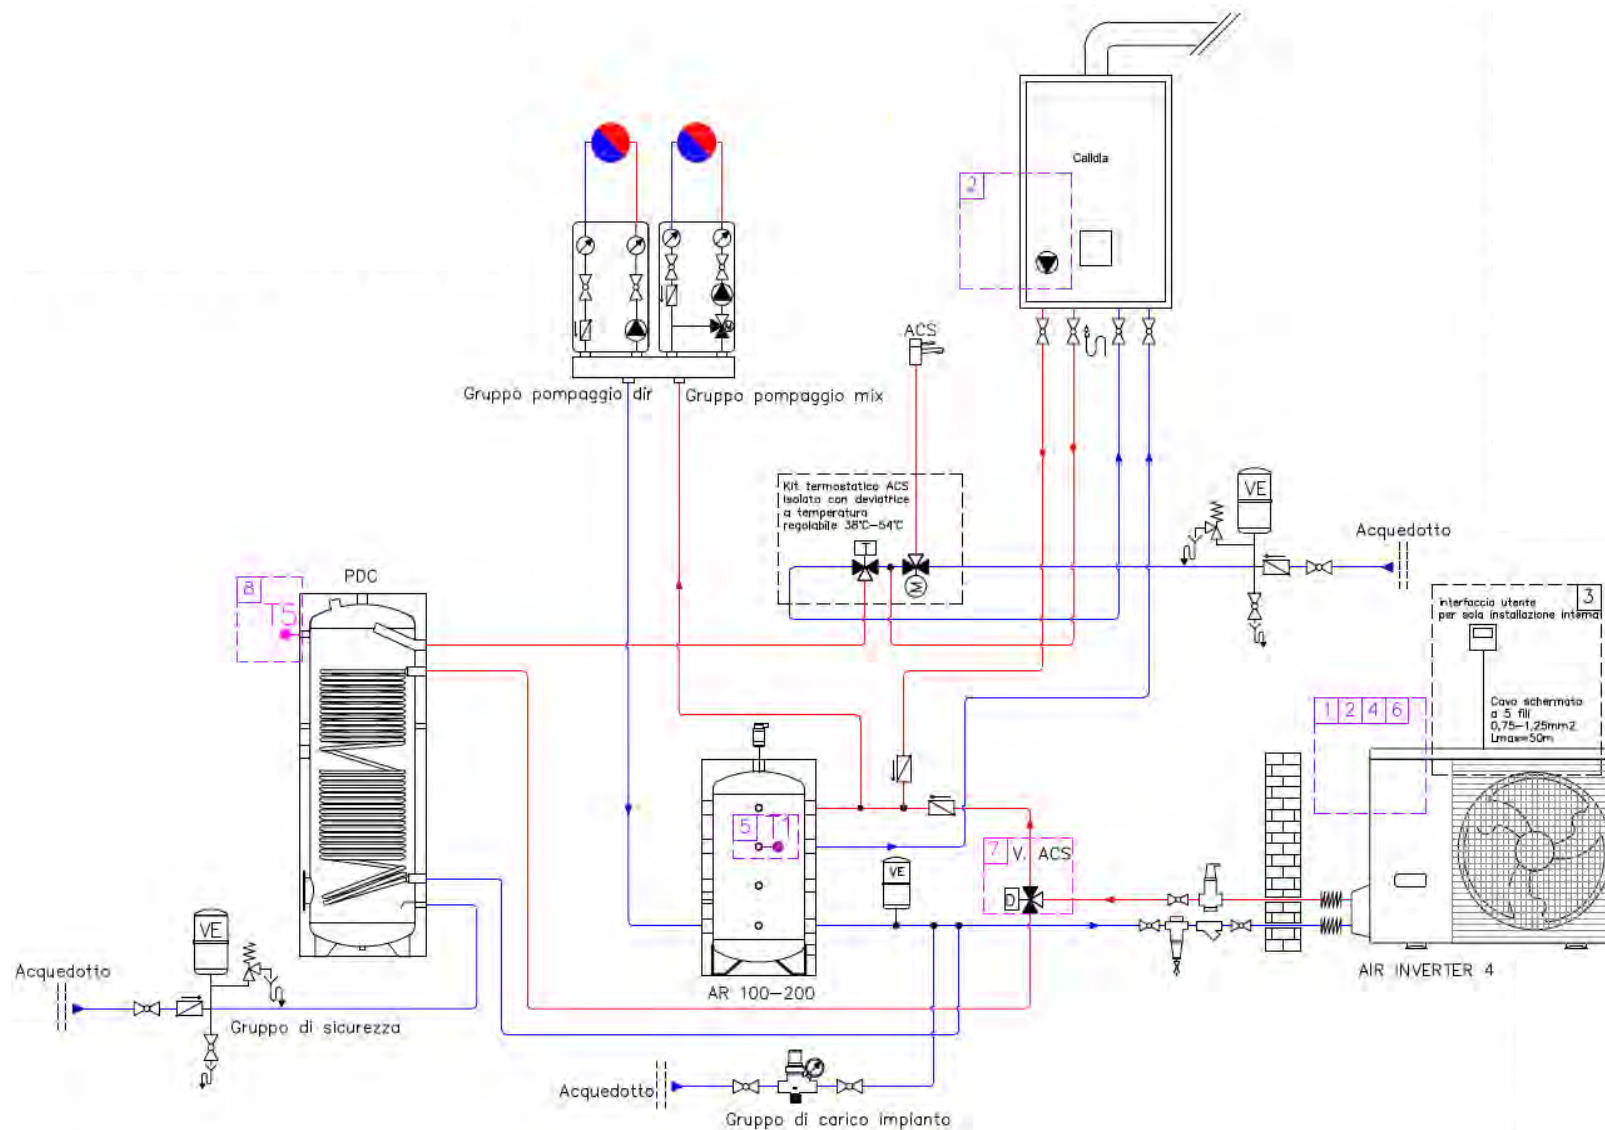 Calidia
2
ACS
Gruppo pompaggio dir
Gruppo pompaggio mix
Kit termostatico ACS
isolato con deviatrice
a temperatura
regolabile 38°C–54°C
T
M
VE
Acquedotto
8
T5
PDC
interfaccia utente
per sola installazione interna
3
Cavo schermato
a 5 fili
0,75–1,25mm2
Lmax=50m
1 2 4 6
5 T1
7 V. ACS
D
VE
AIR INVERTER 4
AR 100–200
VE
Acquedotto
Gruppo di sicurezza
Acquedotto
Gruppo di carico impianto